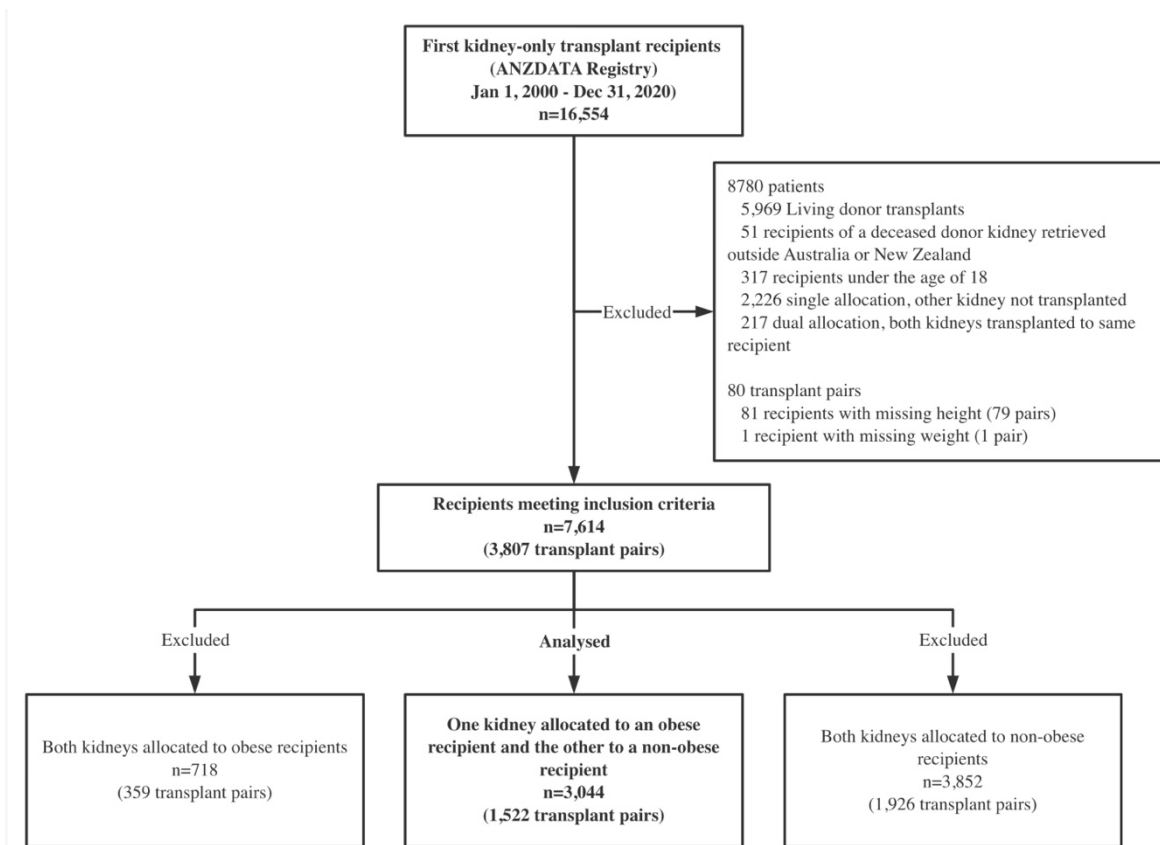 First kidney-only transplant recipients
(ANZDATA Registry)
Jan 1, 2000 - Dec 31, 2020)
n=16,554
8780 patients
5,969 Living donor transplants
51 recipients of a deceased donor kidney retrieved
outside Australia or New Zealand
317 recipients under the age of 18
2,226 single allocation, other kidney not transplanted
217 dual allocation, both kidneys transplanted to same
recipient
80 transplant pairs
81 recipients with missing height (79 pairs)
1 recipient with missing weight (1 pair)
Excluded
Recipients meeting inclusion criteria
n=7,614
(3,807 transplant pairs)
Excluded
Analysed
Excluded
Both kidneys allocated to obese recipients
n=718
(359 transplant pairs)
One kidney allocated to an obese
recipient and the other to a non-obese
recipient
n=3,044
(1,522 transplant pairs)
Both kidneys allocated to non-obese
recipients
n=3,852
(1,926 transplant pairs)